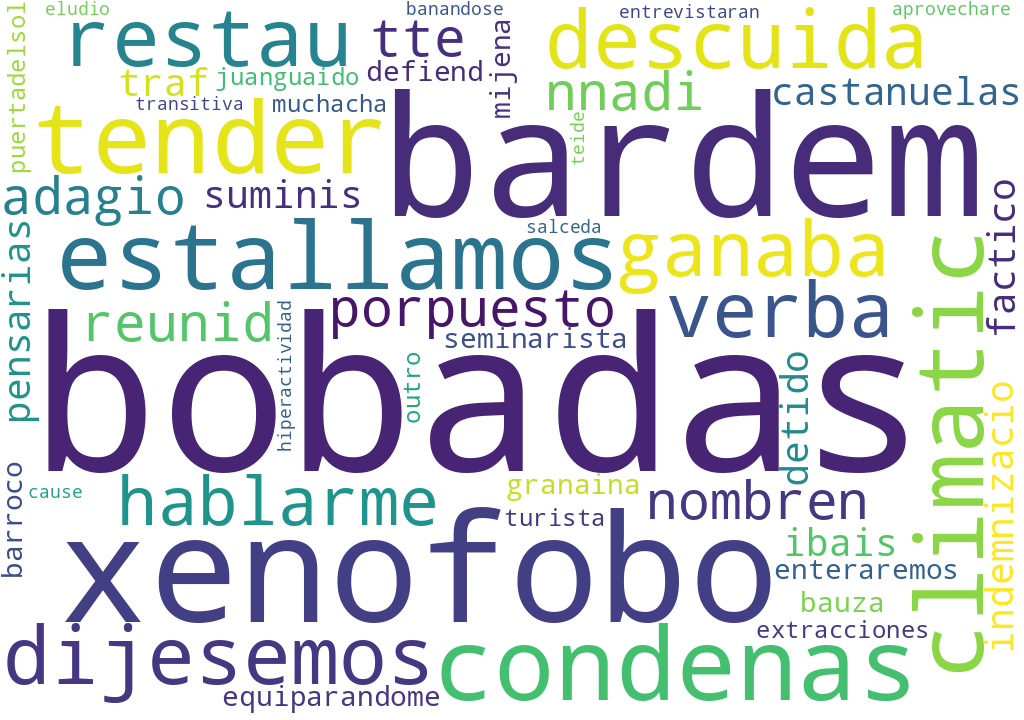 eludio
banandose
entrevistaran
aprovechare
puertadelsol
restau
tte
descuida
traf
juanguaido
defiend
mijena
nnadi
castanuelas
transitiva
muchacha
tender
bardem
teide
adagio
suminis
factico
pensarias
estallamos
salceda
ganaba
climatic
reunid
porpuesto
verba
hiperactividad
seminarista
bobadas
outro
detido
indemnizacio
barroco
cause
hablarme
granaina
nombren
xenofobo
turista
ibais
enteraremos
bauza
dijesemos
condenas
extracciones
equiparandome